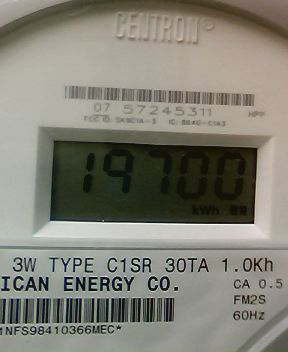 CENTRON®
07 57245311 HPP
19700
kWh
3W TYPE C1SR 30TA 1.0Kh
ICAN ENERGY CO. CA 0.5
FM2S
60Hz
NFS98410366MEC*